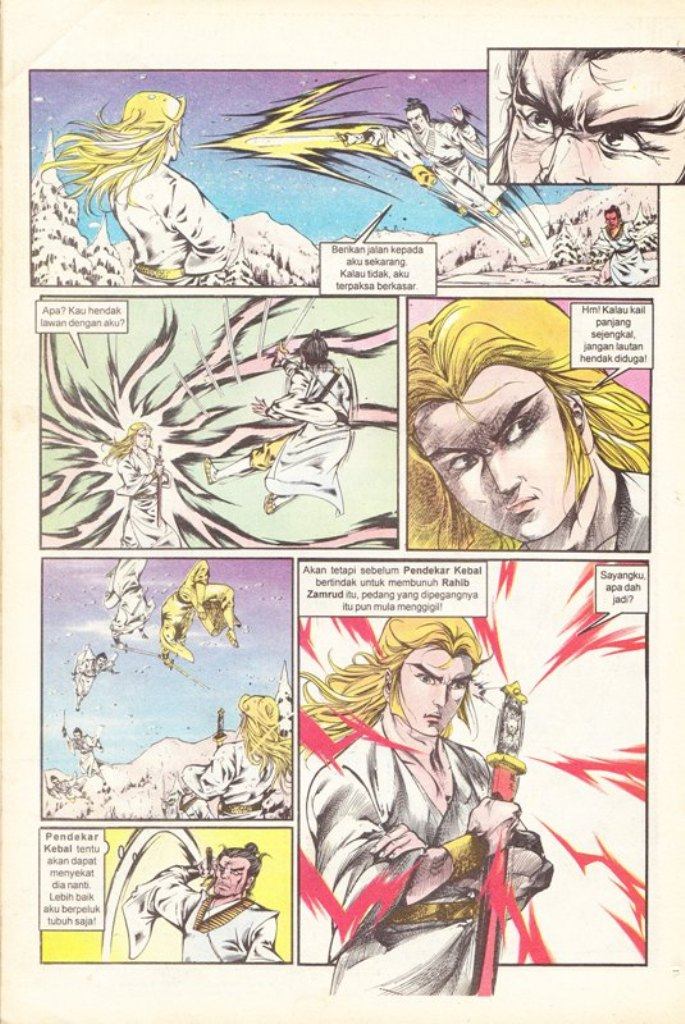 Berikan jalan kepada
aku sekarang.
Kalau tidak, aku
terpaksa berkasar.
Apa? Kau hendak
lawan dengan aku?
Hm! Kalau kail
panjang
sejengkal,
jangan lautan
hendak diduga!
Akan tetapi sebelum Pendekar Kebal
bertindak untuk membunuh Rahib
Zamrud itu, pedang yang dipegangnya
itu pun mula menggigil!
Sayangku,
apa dah
jadi?
Pendekar
Kebal tentu
akan dapat
menyekat
dia nanti.
Lebih baik
aku berpeluk
tubuh saja!